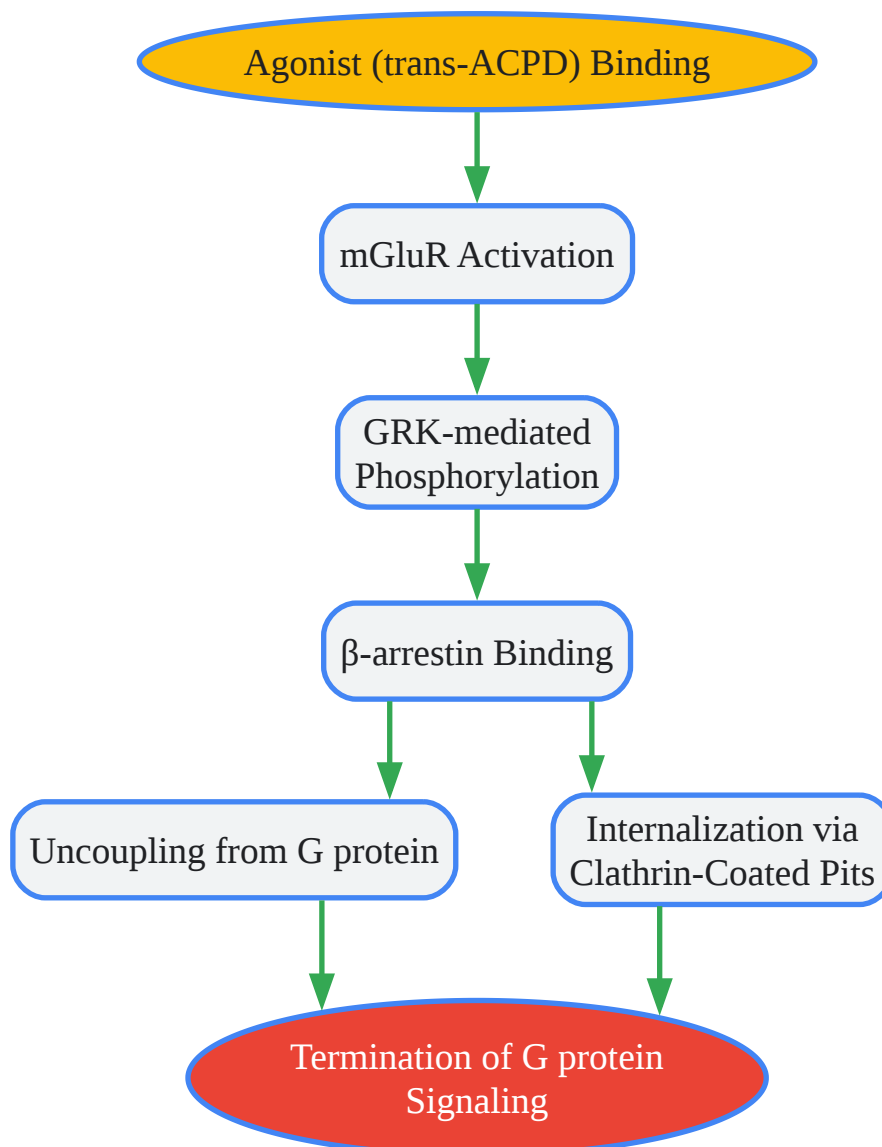 Agonist (trans-ACPD) Binding
mGluR Activation
GRK-mediated
Phosphorylation
β-arrestin Binding
Uncoupling from G protein
Internalization via
Clathrin-Coated Pits
Termination of G protein
Signaling